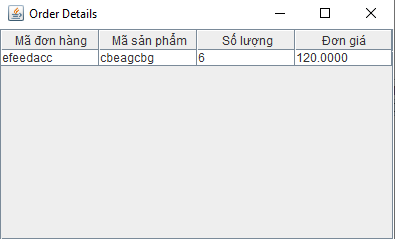 Order Details
Mã đơn hàng Mã sản phẩm Số lượng Đơn giá
efeedacc cbeagcbg 6 120.0000